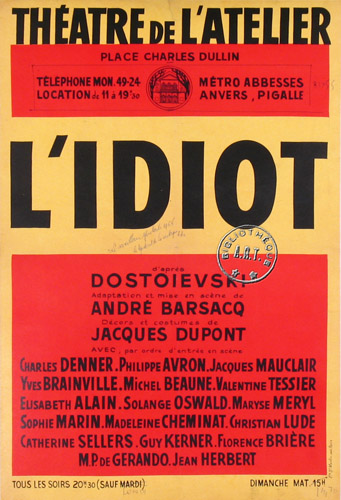 THÉATRE DE L'ATELIER
PLACE CHARLES DULLIN
TÉLÉPHONE MON. 49-24
LOCATION de 11 à 19h30
MÉTRO ABBESSES
ANVERS, PIGALLE
L'IDIOT
BIBLIOTHÈQUE
A.R.T.
d'après
DOSTOIEVSKI
Adaptation et mise en scène de
ANDRÉ BARSACQ
Décors et costumes de
JACQUES DUPONT
AVEC, par ordre d'entrée en scène
CHARLES DENNER. PHILIPPE AVRON. JACQUES MAUCLAIR
YVES BRAINVILLE. MICHEL BEAUNE. VALENTINE TESSIER
ELISABETH ALAIN. SOLANGE OSWALD. MARYSE MERYL
SOPHIE MARIN. MADELEINE CHEMINAT. CHRISTIAN LUDE
CATHERINE SELLERS. GUY KERNER. FLORENCE BRIÈRE
M.P. DE GERANDO. JEAN HERBERT
TOUS LES SOIRS 20h30 (SAUF MARDI)
DIMANCHE MAT. 15H.